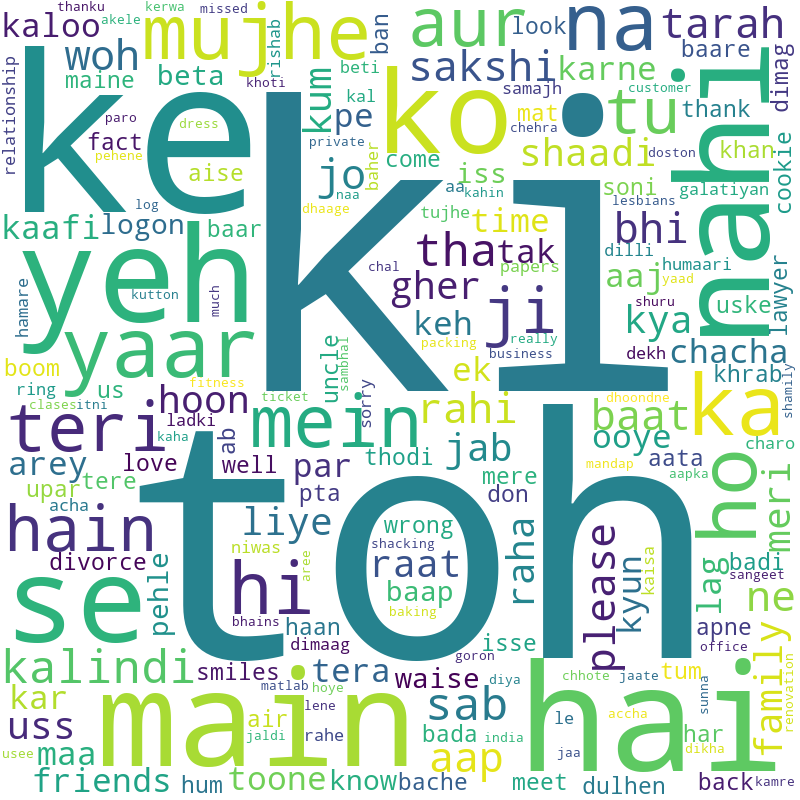 thanku
kerwa
missed
kaloo
akele
mujhe
rishab
ban
aur
look
na
tarah
woh
maine
beta
khoti
kum
beti
kal
pe
sakshi
karne
baare
dimag
relationship
ke
paro
fact
pehene
dress
aise
private
ko
samajh
mat
chehra
customer
tu
thank
doston
khan
nahi
ki
jo
naa
baher
come
aa
kahin
iss
shaadi
soni
lesbians
galatiyan
cookie
log
logon
kaafi
baar
dhaage
tujhe
time
bhi
dilli
humaari
yeh
kutton
much
hamare
chal
tha
tak
papers
gher
aaj
yaad
uske
lawyer
ji
keh
kya
shuru
really
business
dekh
chacha
yaar
uncle
sambhal
boom
ring
us
fitness
ticket
packing
ek
khrab
shamily
clases
itni
hoon
sorry
dhoondne
ladki
teri
mein
rahi
baat
ka
charo
kaha
ab
love
well
arey
par
thodi
jab
ooye
aata
mandap
aapka
upar
tere
pta
mere
don
acha
hain
liye
toh
wrong
ho
meri
niwas
shacking
raat
raha
please
kyun
kaisa
lag
badi
sangeet
divorce
pehle
aree
hi
baap
baking
se
bhains
haan
dimaag
isse
apne
ne
office
goron
kalindi
smiles
tera
waise
chhote
jaate
tum
family
renovation
matlab
hoye
diya
kar
main
lene
sab
hai
sunna
accha
uss
air
le
har
dikha
usee
maa
jaldi
rahe
bada
india
aap
jaa
friends
hum
toone
know
bache
meet
dulhen
back
kamre